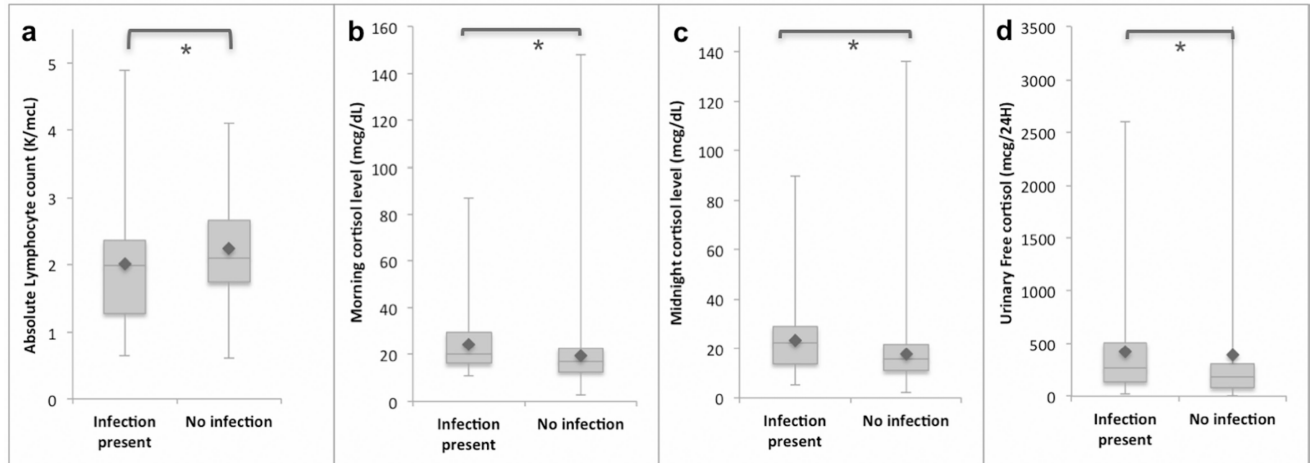 a
Absolute Lymphocyte count (K/mcL)
5
4
3
2
1
0
*
Infection
present
No infection
b
Morning cortisol level (mcg/dL)
160
140
120
100
80
60
40
20
0
*
Infection
present
No infection
c
Midnight cortisol level (mcg/dL)
140
120
100
80
60
40
20
0
*
Infection
present
No infection
d
Urinary Free cortisol (mcg/24H)
3500
3000
2500
2000
1500
1000
500
0
*
Infection
present
No infection